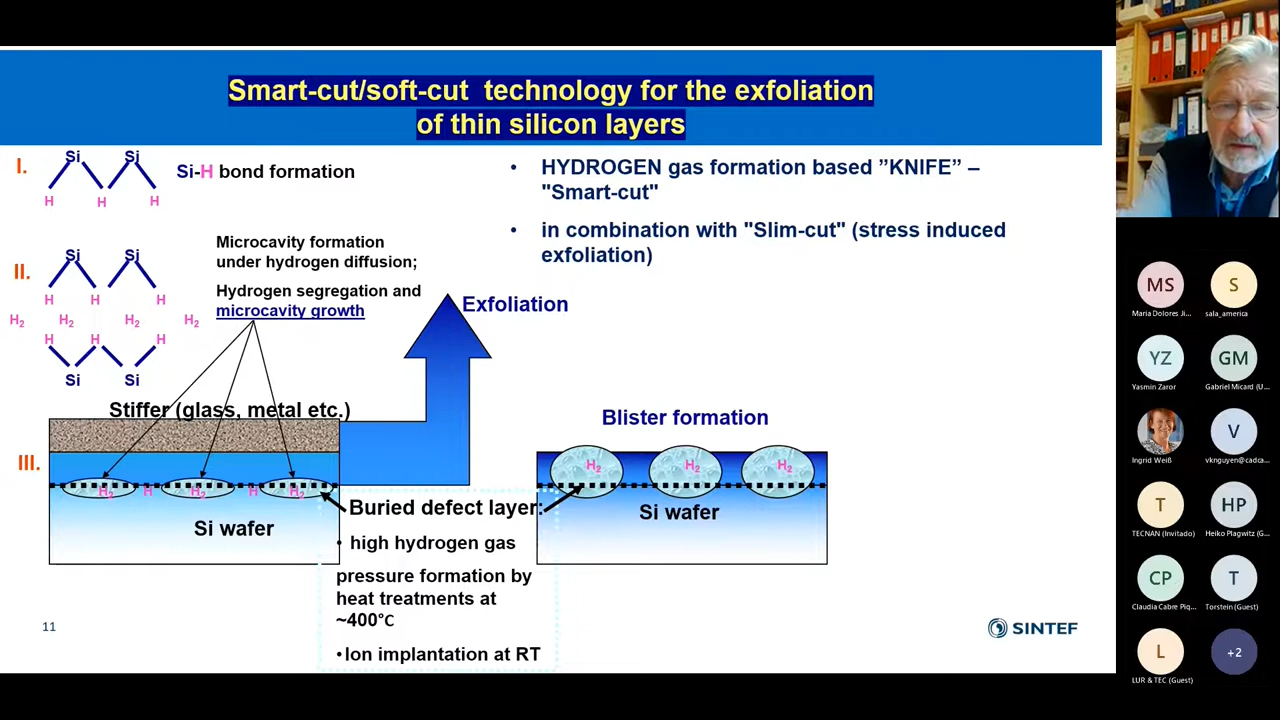 Smart-cut/soft-cut technology for the exfoliation
of thin silicon layers
I.
Si Si
H H H
Si-H bond formation
• HYDROGEN gas formation based ”KNIFE” –
"Smart-cut"
• in combination with "Slim-cut" (stress induced
exfoliation)
II.
Si Si
H H H
H₂ H₂ H₂ H₂
H H H
Si Si
Microcavity formation
under hydrogen diffusion;
Hydrogen segregation and
microcavity growth
Exfoliation
Stiffer (glass, metal etc.)
III.
H₂ H H₂ H H₂
Si wafer
Blister formation
H₂ H₂ H₂
Si wafer
Buried defect layer:
• high hydrogen gas
pressure formation by
heat treatments at
~400°C
•Ion implantation at RT
11
SINTEF
MS
Maria Dolores Ji...
S
sala_america
YZ
Yasmin Zaror
GM
Gabriel Micard (U...
Ingrid Weiß
V
vknguyen@cadca...
T
TECNAN (Invitado)
HP
Heiko Plagwitz (G...
CP
Claudia Cabre Piq...
T
Torstein (Guest)
L
LUR & TEC (Guest)
+2